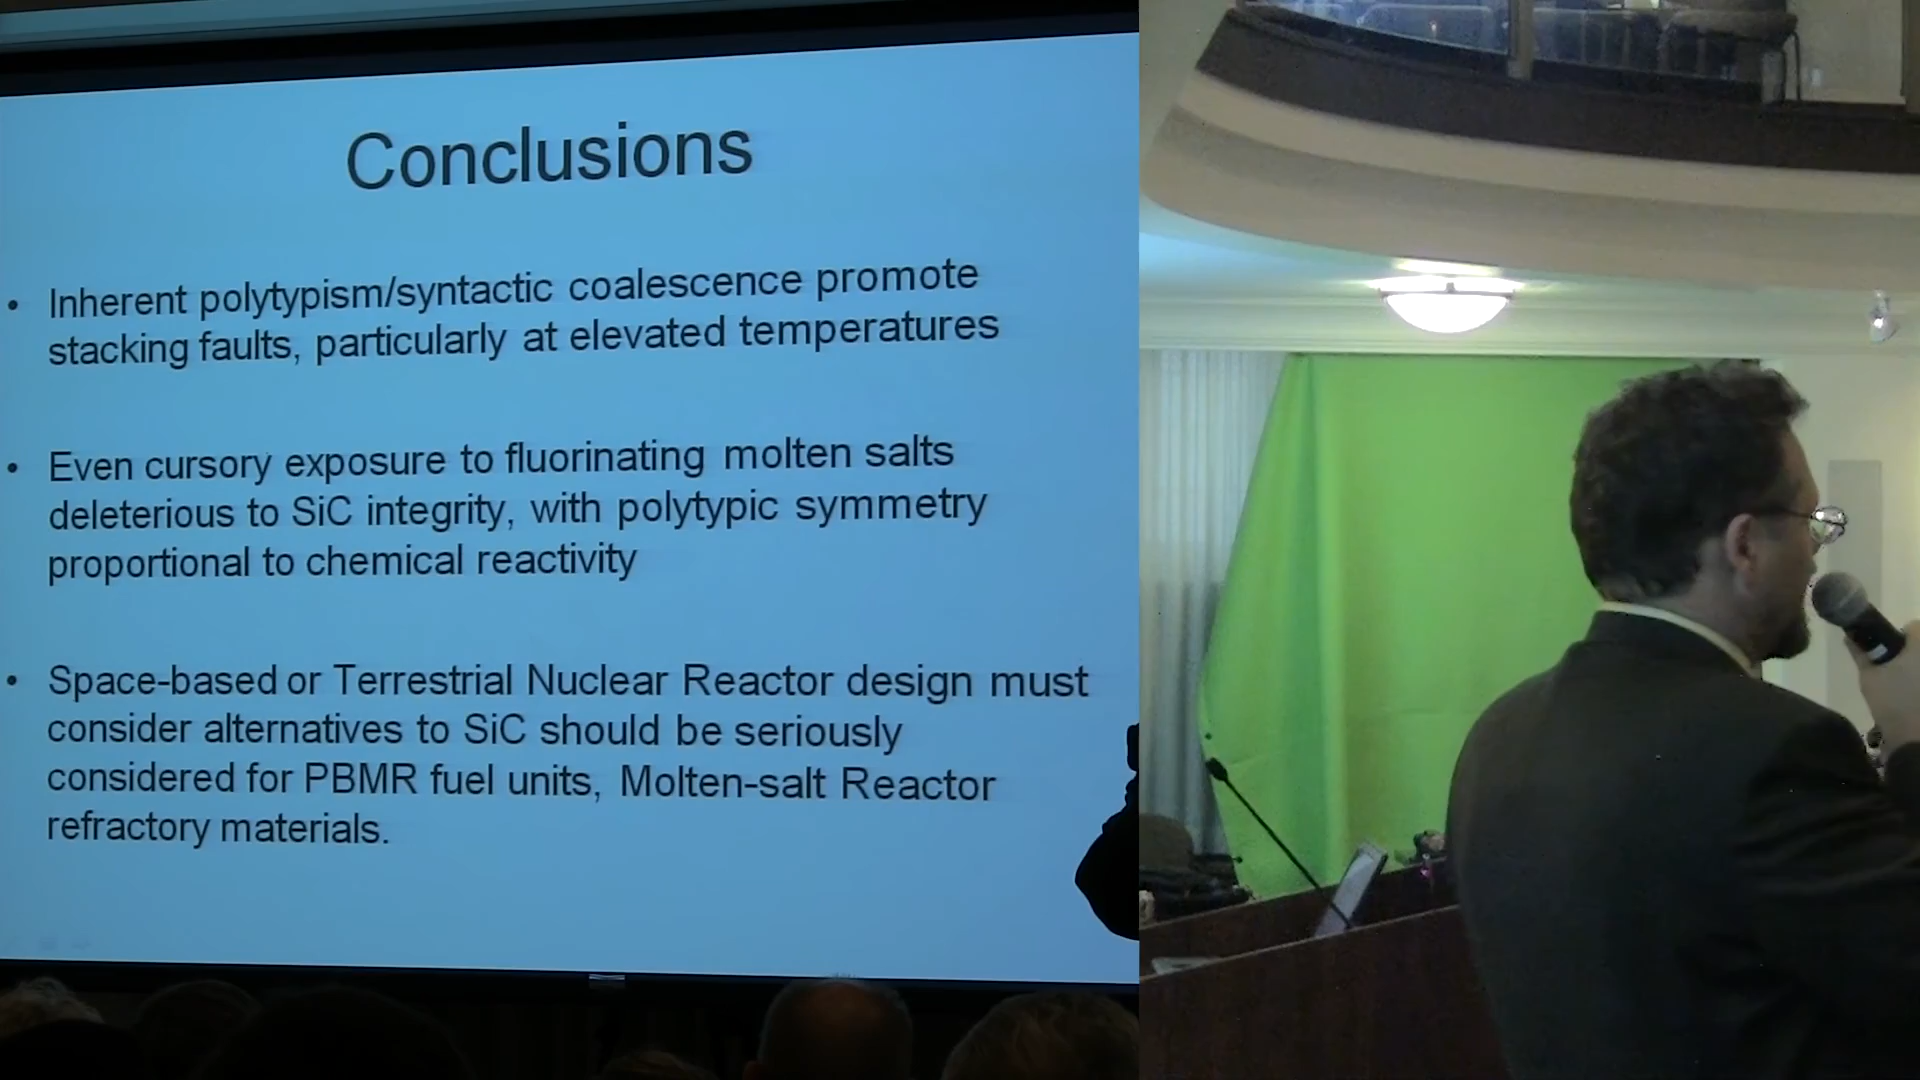 Conclusions
• Inherent polytypism/syntactic coalescence promote
stacking faults, particularly at elevated temperatures
• Even cursory exposure to fluorinating molten salts
deleterious to SiC integrity, with polytypic symmetry
proportional to chemical reactivity
• Space-based or Terrestrial Nuclear Reactor design must
consider alternatives to SiC should be seriously
considered for PBMR fuel units, Molten-salt Reactor
refractory materials.